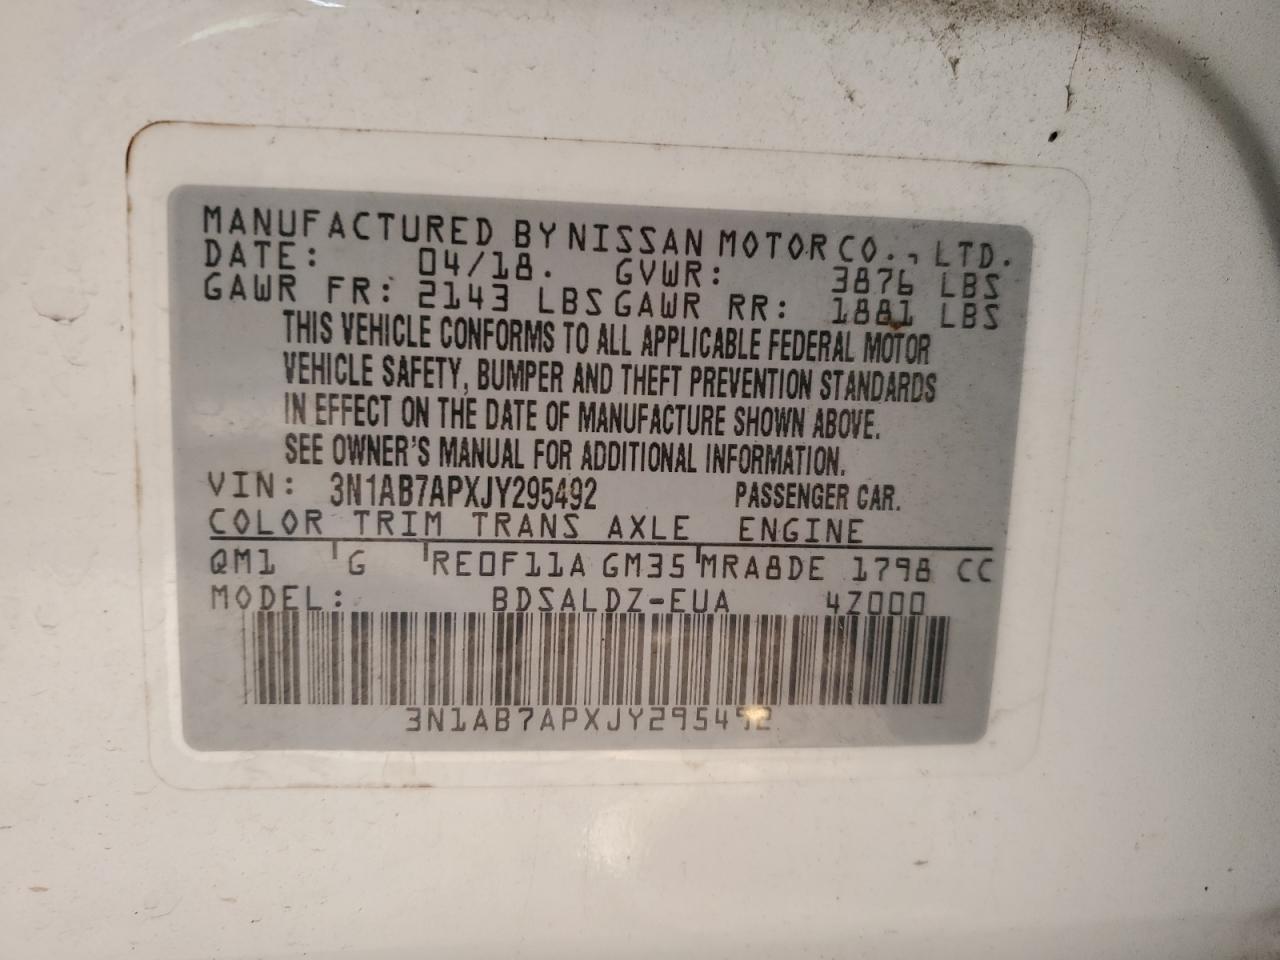 MANUFACTURED BY NISSAN MOTOR CO., LTD.
DATE: 04/18. GVWR: 3876 LBS
GAWR FR: 2143 LBS GAWR RR: 1881 LBS
THIS VEHICLE CONFORMS TO ALL APPLICABLE FEDERAL MOTOR
VEHICLE SAFETY, BUMPER AND THEFT PREVENTION STANDARDS
IN EFFECT ON THE DATE OF MANUFACTURE SHOWN ABOVE.
SEE OWNER'S MANUAL FOR ADDITIONAL INFORMATION.
VIN: 3N1AB7APXJY295492 PASSENGER CAR.
COLOR TRIM TRANS AXLE ENGINE
QM1 G RE0F11A GM35 MRA8DE 1798 CC
MODEL: BDSALDZ-EUA 4Z000
3N1AB7APXJY295492